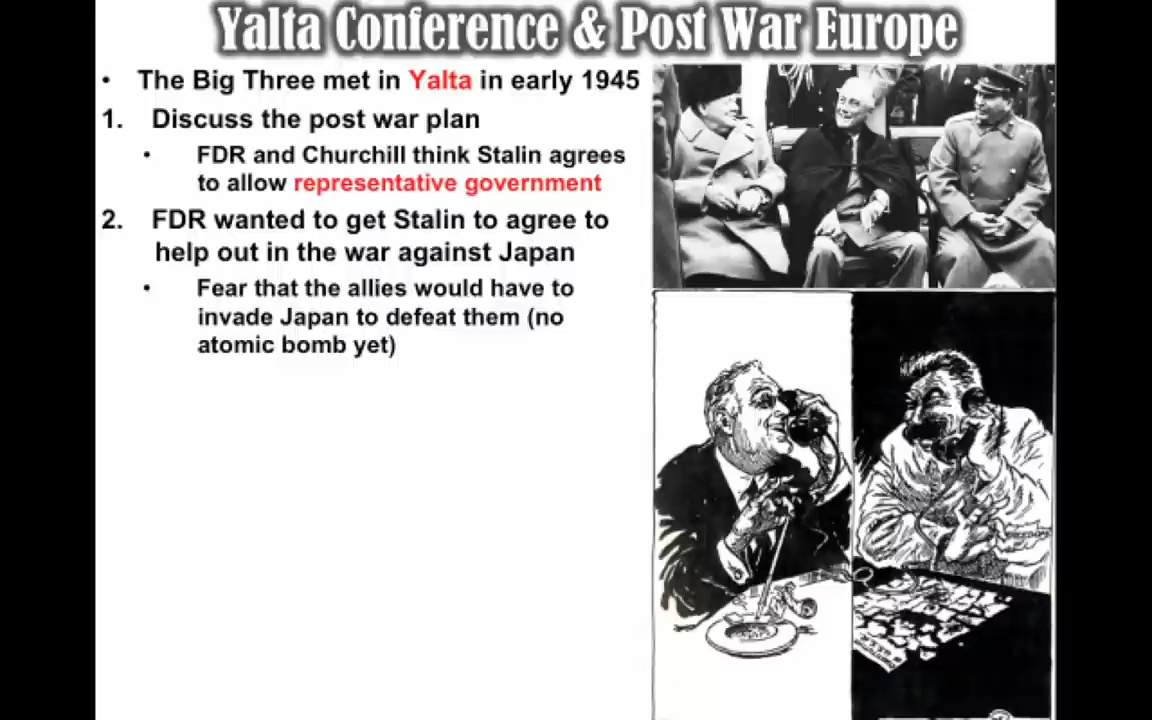 Yalta Conference & Post War Europe
• The Big Three met in Yalta in early 1945
1. Discuss the post war plan
• FDR and Churchill think Stalin agrees
to allow representative government
2. FDR wanted to get Stalin to agree to
help out in the war against Japan
• Fear that the allies would have to
invade Japan to defeat them (no
atomic bomb yet)